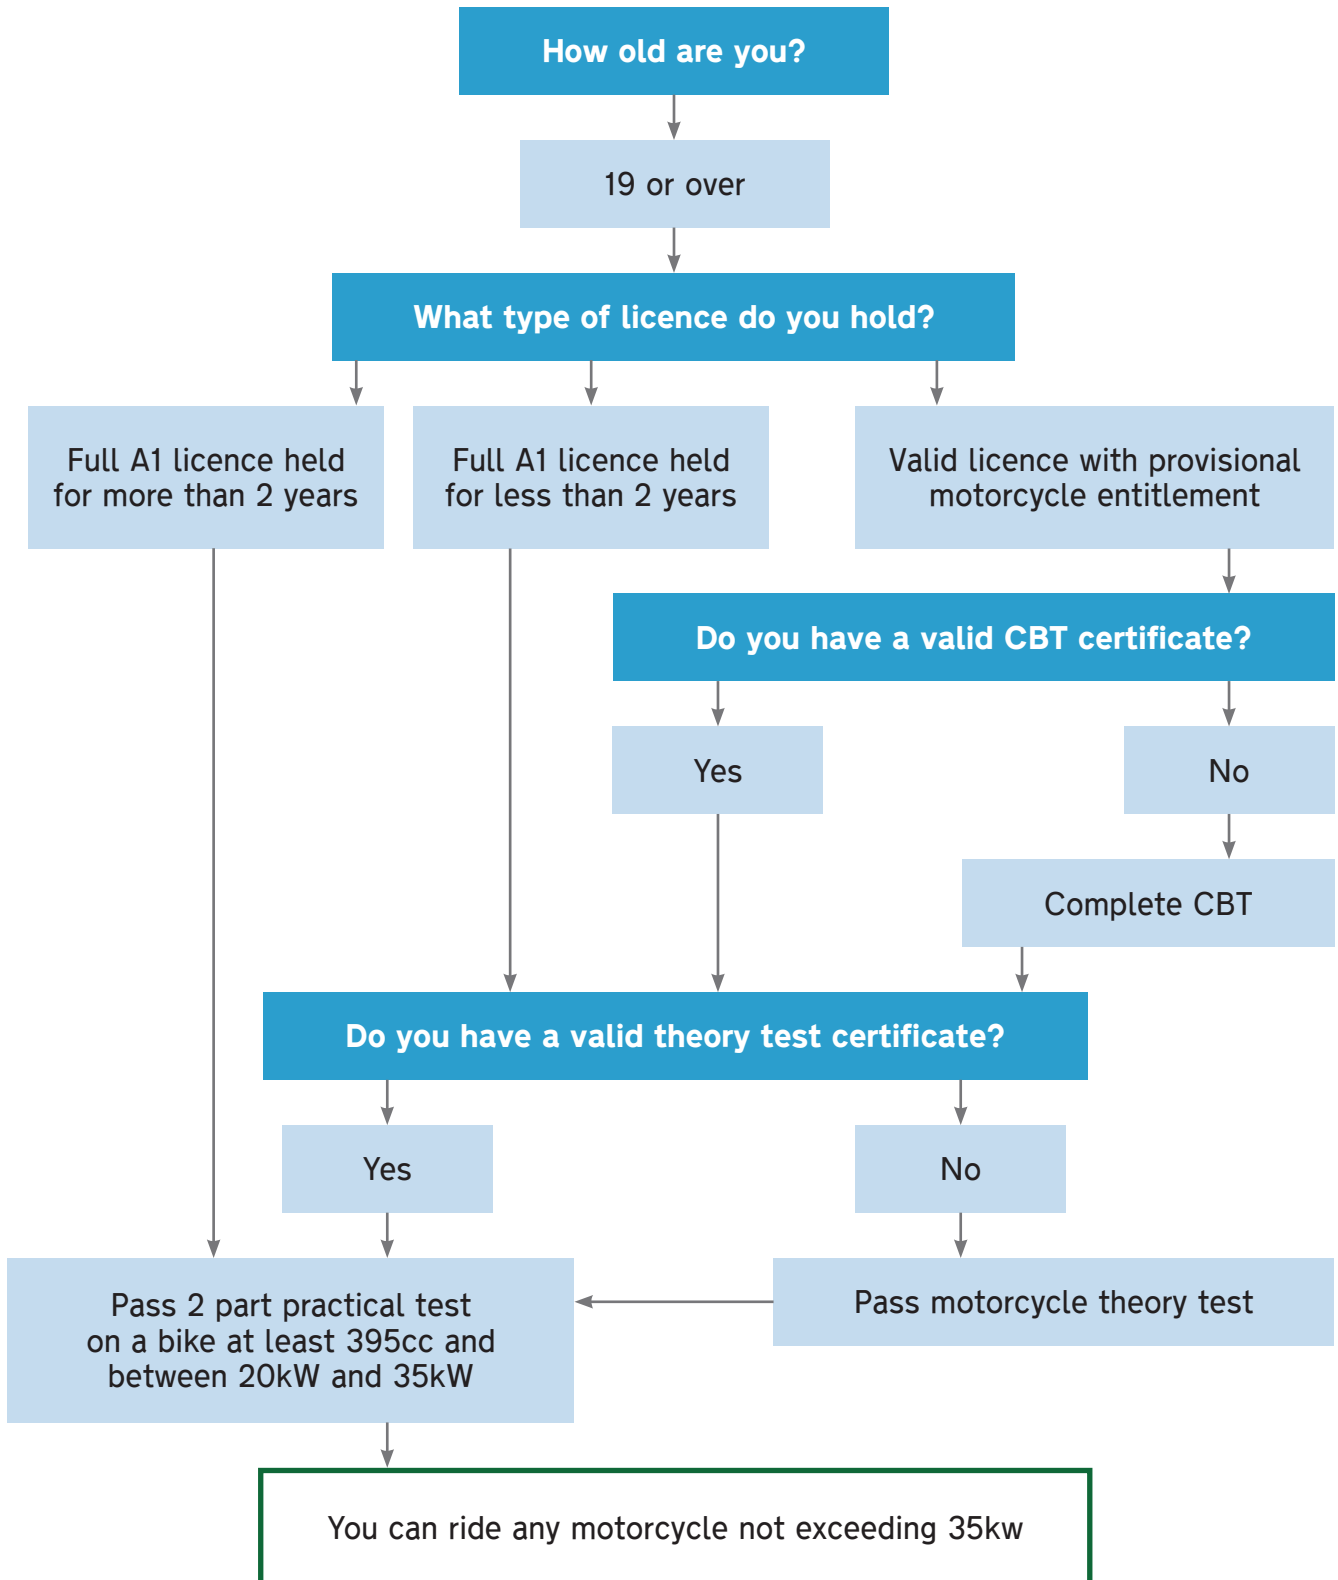 How old are you?
19 or over
What type of licence do you hold?
Full A1 licence held
for more than 2 years
Full A1 licence held
for less than 2 years
Valid licence with provisional
motorcycle entitlement
Do you have a valid CBT certificate?
Yes
No
Complete CBT
Do you have a valid theory test certificate?
Yes
No
Pass 2 part practical test
on a bike at least 395cc and
between 20kW and 35kW
Pass motorcycle theory test
You can ride any motorcycle not exceeding 35kw